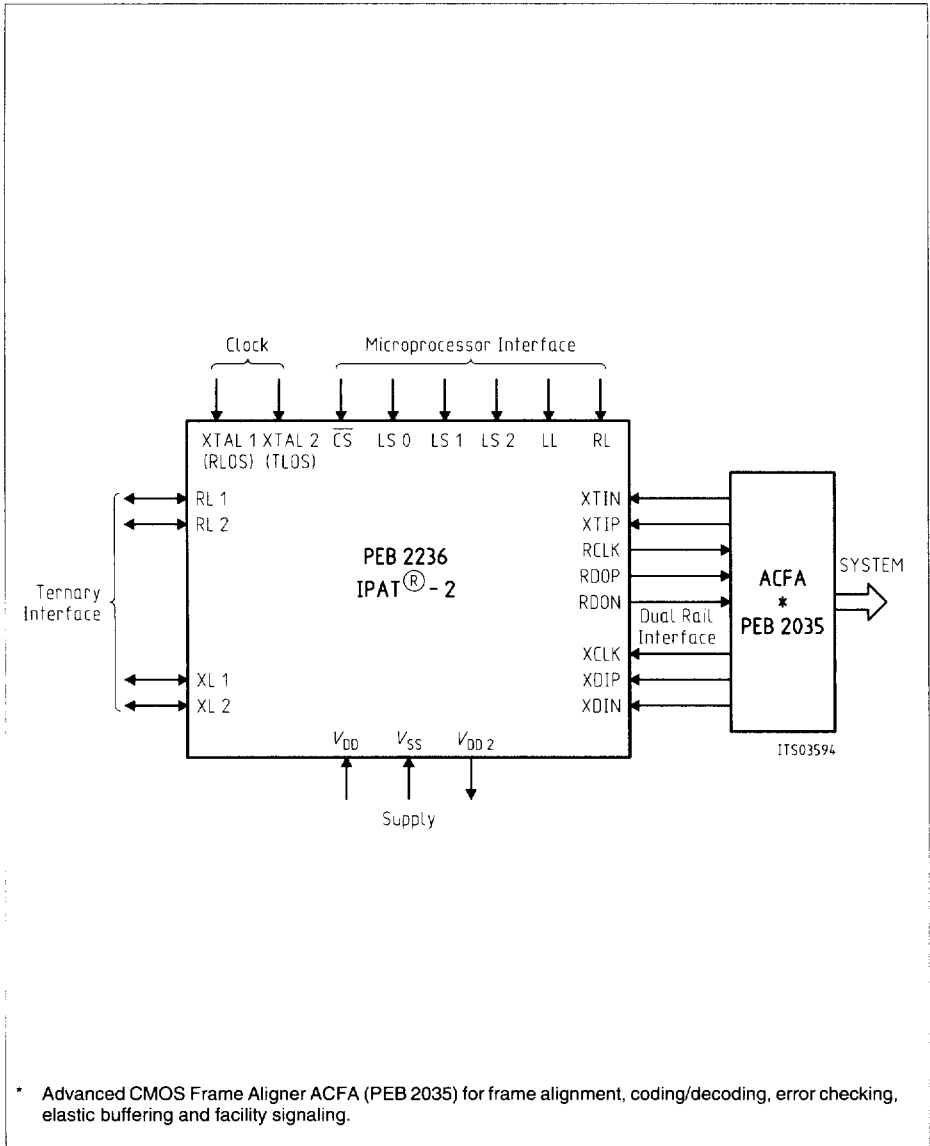 Clock Microprocessor Interface
XTAL 1 XTAL 2 CS LS 0 LS 1 LS 2 LL RL
(RLOS) (TLOS)
RL 1
RL 2
Ternary
Interface
XL 1
XL 2
PEB 2236
IPAT® - 2
XTIN
XTIP
RCLK
RDOP
RDON
Dual Rail
Interface
XCLK
XDIP
XDIN
ACFA
*
PEB 2035
SYSTEM
VDD VSS VDD 2
Supply
ITS03594
* Advanced CMOS Frame Aligner ACFA (PEB 2035) for frame alignment, coding/decoding, error checking,
elastic buffering and facility signaling.